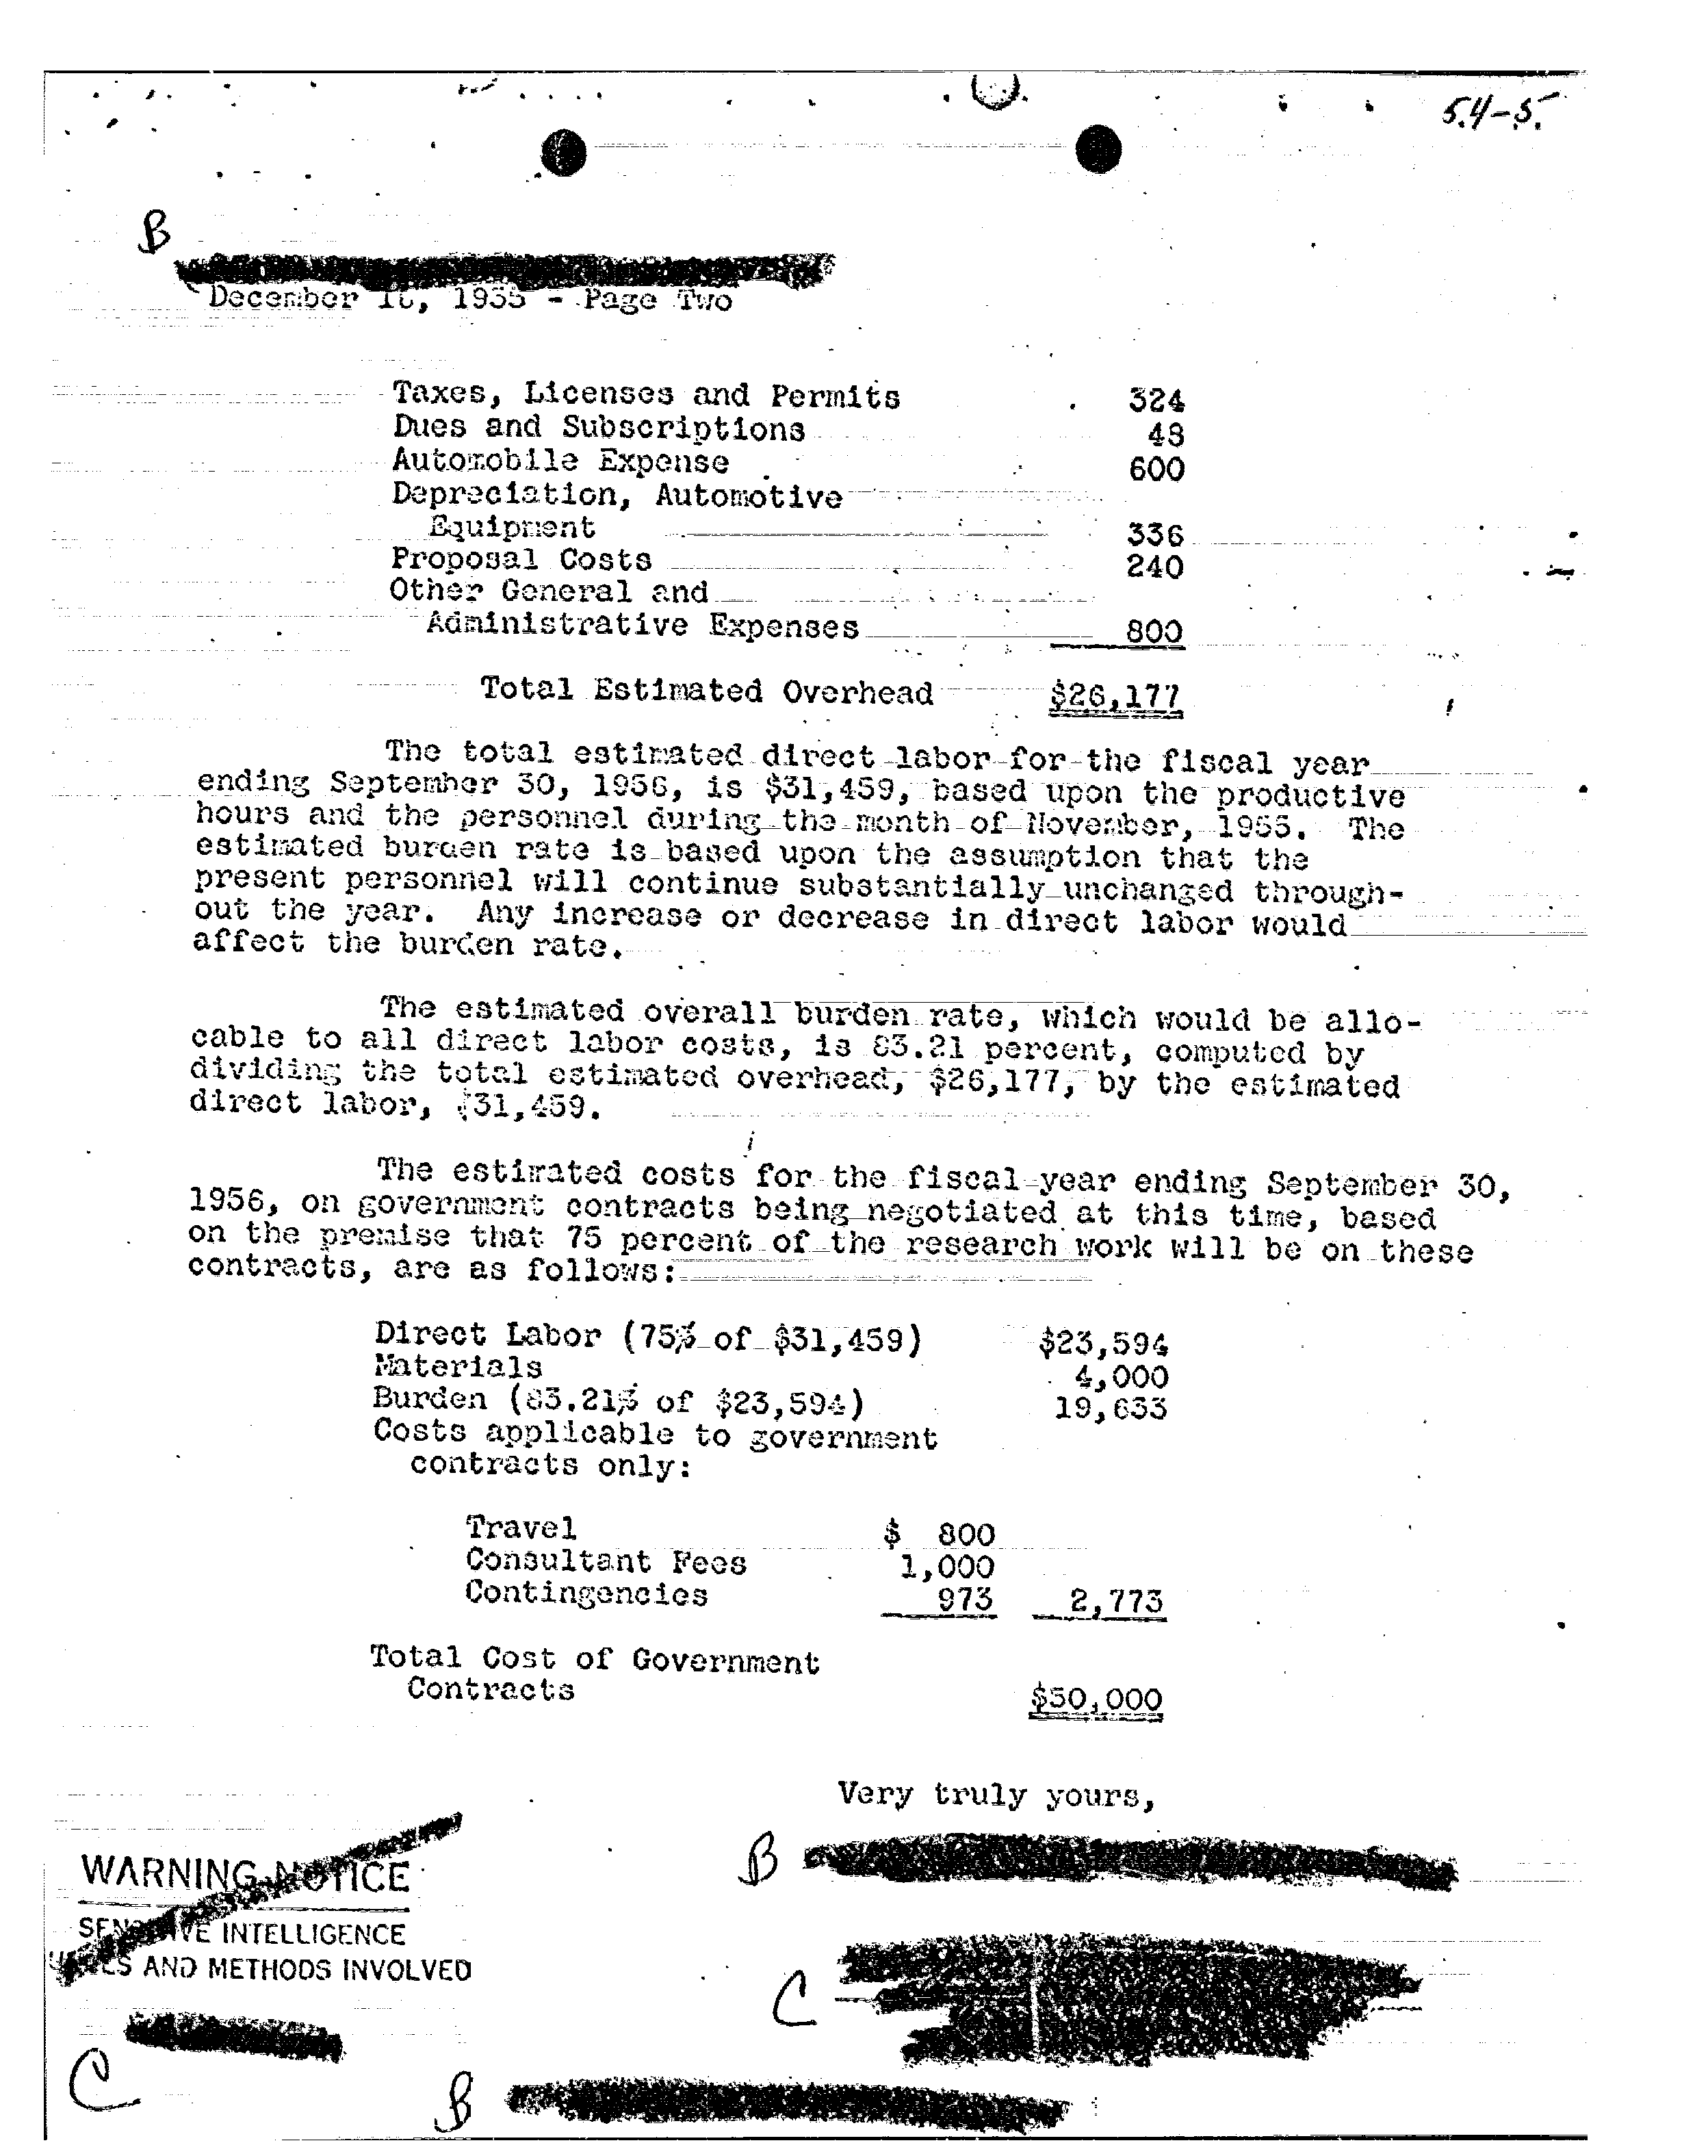 54-5.
B
December 16, 1955 - Page Two
Taxes, Licenses and Permits 324
Dues and Subscriptions 48
Automobile Expense 600
Depreciation, Automotive
Equipment 336
Proposal Costs 240
Other General and
Administrative Expenses 800
Total Estimated Overhead $26,177
The total estimated direct labor for the fiscal year
ending September 30, 1956, is $31,459, based upon the productive
hours and the personnel during the month of November, 1955. The
estimated burden rate is based upon the assumption that the
present personnel will continue substantially unchanged through-
out the year. Any increase or decrease in direct labor would
affect the burden rate.
The estimated overall burden rate, which would be allo-
cable to all direct labor costs, is 83.21 percent, computed by
dividing the total estimated overhead, $26,177, by the estimated
direct labor, $31,459.
The estimated costs for the fiscal year ending September 30,
1956, on government contracts being negotiated at this time, based
on the premise that 75 percent of the research work will be on these
contracts, are as follows:
Direct Labor (75% of $31,459) $23,594
Materials 4,000
Burden (83.21% of $23,594) 19,633
Costs applicable to government
contracts only:
Travel $ 800
Consultant Fees 1,000
Contingencies 973 2,773
Total Cost of Government
Contracts $50,000
Very truly yours,
B
WARNING NOTICE
SENSITIVE INTELLIGENCE
AND METHODS INVOLVED
C
C
B